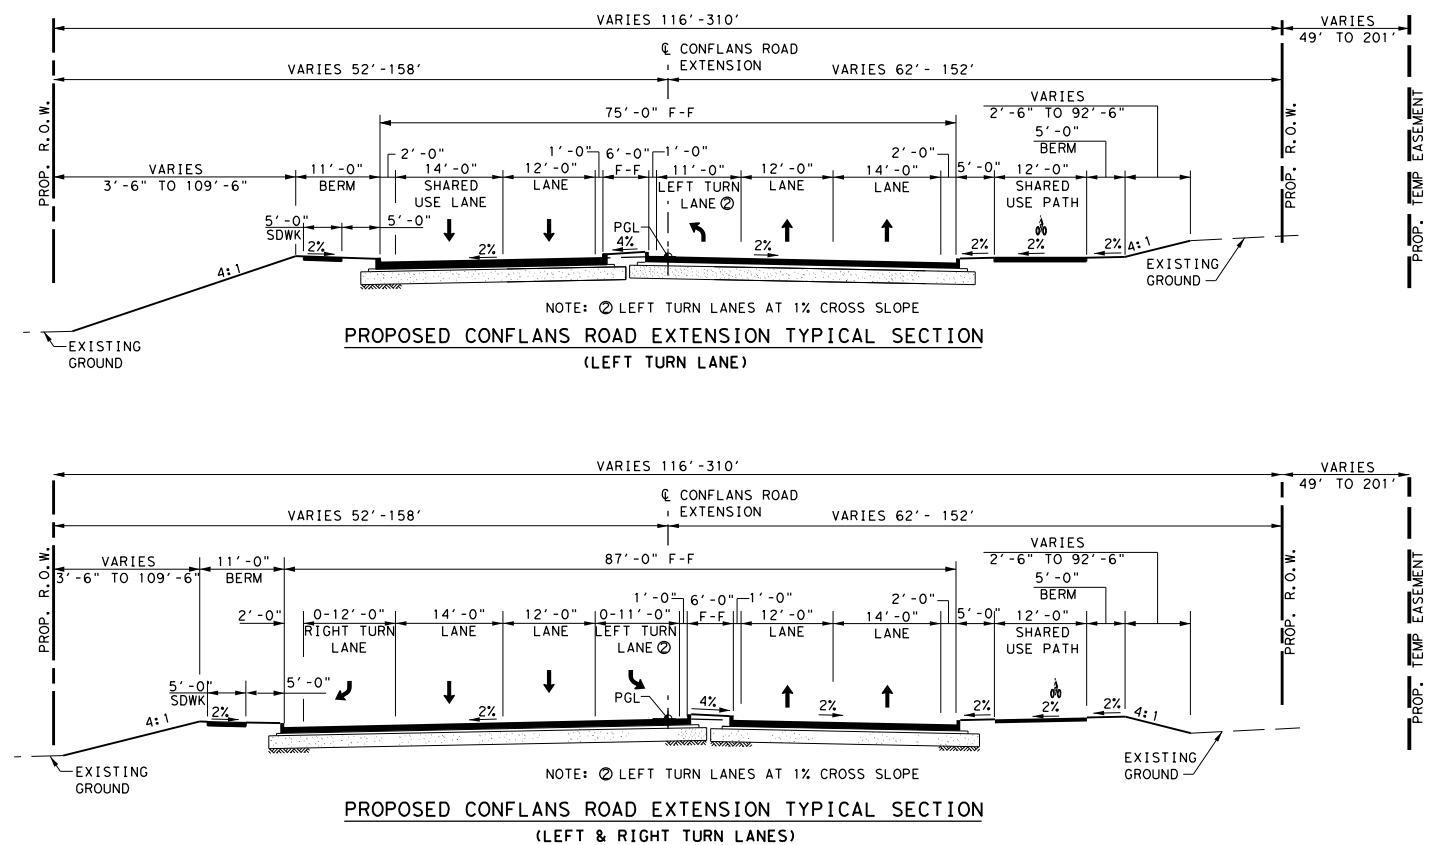 VARIES 116'-310'
VARIES
49' TO 201'
℄ CONFLANS ROAD
EXTENSION
VARIES 52'-158'
VARIES 62'- 152'
VARIES
2'-6" TO 92'-6"
75'-0" F-F
5'-0"
BERM
PROP. R.O.W.
PROP. R.O.W.
PROP. TEMP EASEMENT
VARIES
3'-6" TO 109'-6"
11'-0"
BERM
2'-0"
14'-0"
SHARED
USE LANE
12'-0"
LANE
1'-0"
6'-0"
F-F
1'-0"
11'-0"
LEFT TURN
LANE ②
12'-0"
LANE
14'-0"
LANE
2'-0"
5'-0"
12'-0"
SHARED
USE PATH
5'-0"
SDWK
5'-0"
PGL
2%
2%
4%
2%
2%
2%
2%
4:1
4:1
EXISTING
GROUND
EXISTING
GROUND
NOTE: ② LEFT TURN LANES AT 1% CROSS SLOPE
PROPOSED CONFLANS ROAD EXTENSION TYPICAL SECTION
(LEFT TURN LANE)
VARIES 116'-310'
VARIES
49' TO 201'
℄ CONFLANS ROAD
EXTENSION
VARIES 52'-158'
VARIES 62'- 152'
VARIES
2'-6" TO 92'-6"
87'-0" F-F
5'-0"
BERM
PROP. R.O.W.
PROP. R.O.W.
PROP. TEMP EASEMENT
VARIES
3'-6" TO 109'-6"
11'-0"
BERM
2'-0"
0-12'-0"
RIGHT TURN
LANE
14'-0"
LANE
12'-0"
LANE
0-11'-0"
LEFT TURN
LANE ②
1'-0"
6'-0"
F-F
1'-0"
12'-0"
LANE
14'-0"
LANE
2'-0"
5'-0"
12'-0"
SHARED
USE PATH
5'-0"
SDWK
5'-0"
PGL
4:1
2%
2%
4%
2%
2%
2%
2%
4:1
EXISTING
GROUND
EXISTING
GROUND
NOTE: ② LEFT TURN LANES AT 1% CROSS SLOPE
PROPOSED CONFLANS ROAD EXTENSION TYPICAL SECTION
(LEFT & RIGHT TURN LANES)